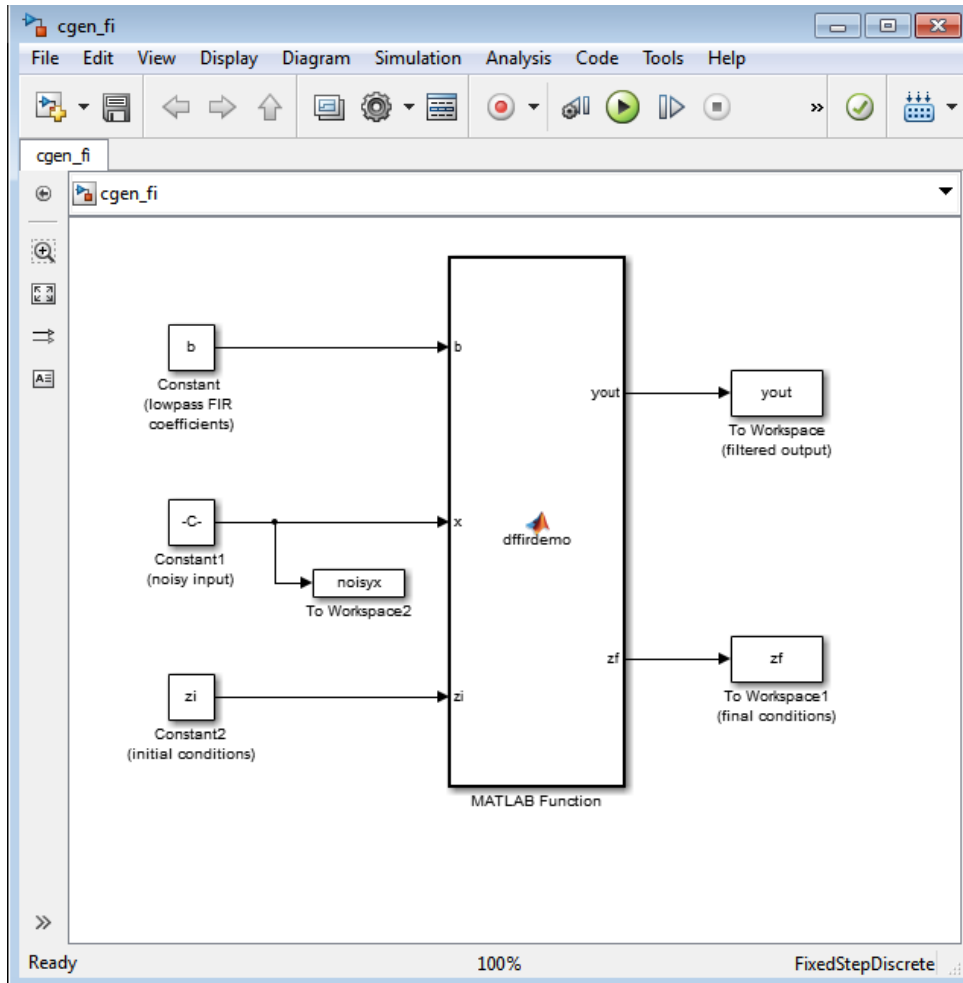 cgen_fi
File Edit View Display Diagram Simulation Analysis Code Tools Help
cgen_fi
cgen_fi
b
Constant
(lowpass FIR
coefficients)
-C-
Constant1
(noisy input)
noisyx
To Workspace2
zi
Constant2
(initial conditions)
b
x
zi
dffirdemo
yout
zf
MATLAB Function
yout
To Workspace
(filtered output)
zf
To Workspace1
(final conditions)
Ready 100% FixedStepDiscrete